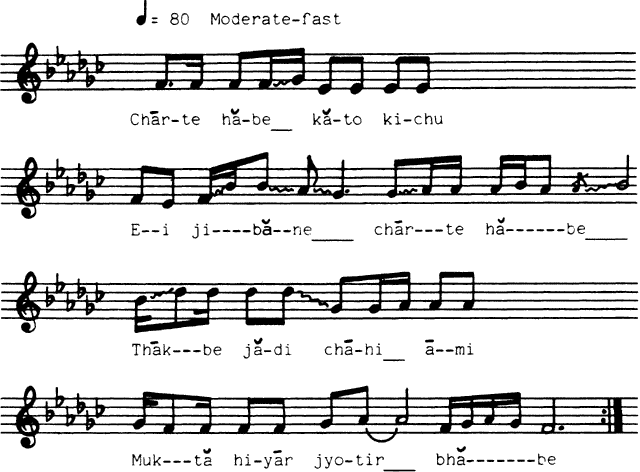 ♩= 80 Moderate-fast
Chār-te hă-be__ kă-to ki-chu
E--i ji----bă--ne____ chār---te hă------be____
Thāk---be jă-di chā-hi__ ā--mi
Muk---tă hi-yār jyo-tir___ bhă-------be